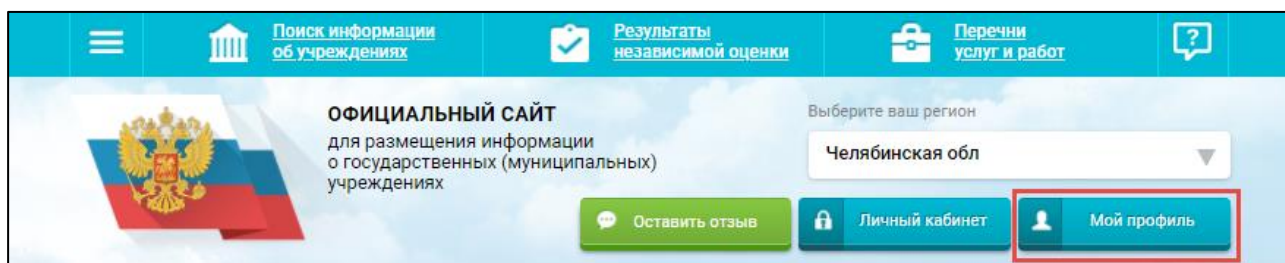 Поиск информации
об учреждениях
Результаты
независимой оценки
Перечни
услуг и работ
?
ОФИЦИАЛЬНЫЙ САЙТ
для размещения информации
о государственных (муниципальных)
учреждениях
Выберите ваш регион
Челябинская обл
Оставить отзыв
Личный кабинет
Мой профиль